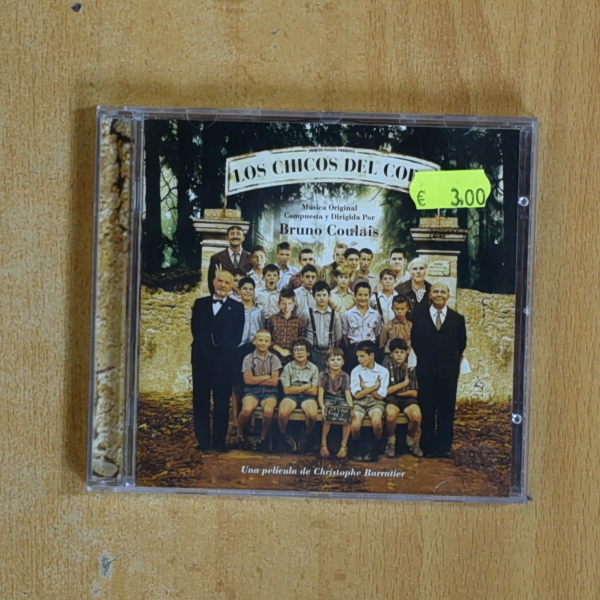 LOS CHICOS DEL CO
€ 3,00
Música Original
Compuesta y Dirigida Por
Bruno Coulais
Una película de Christophe Barratier